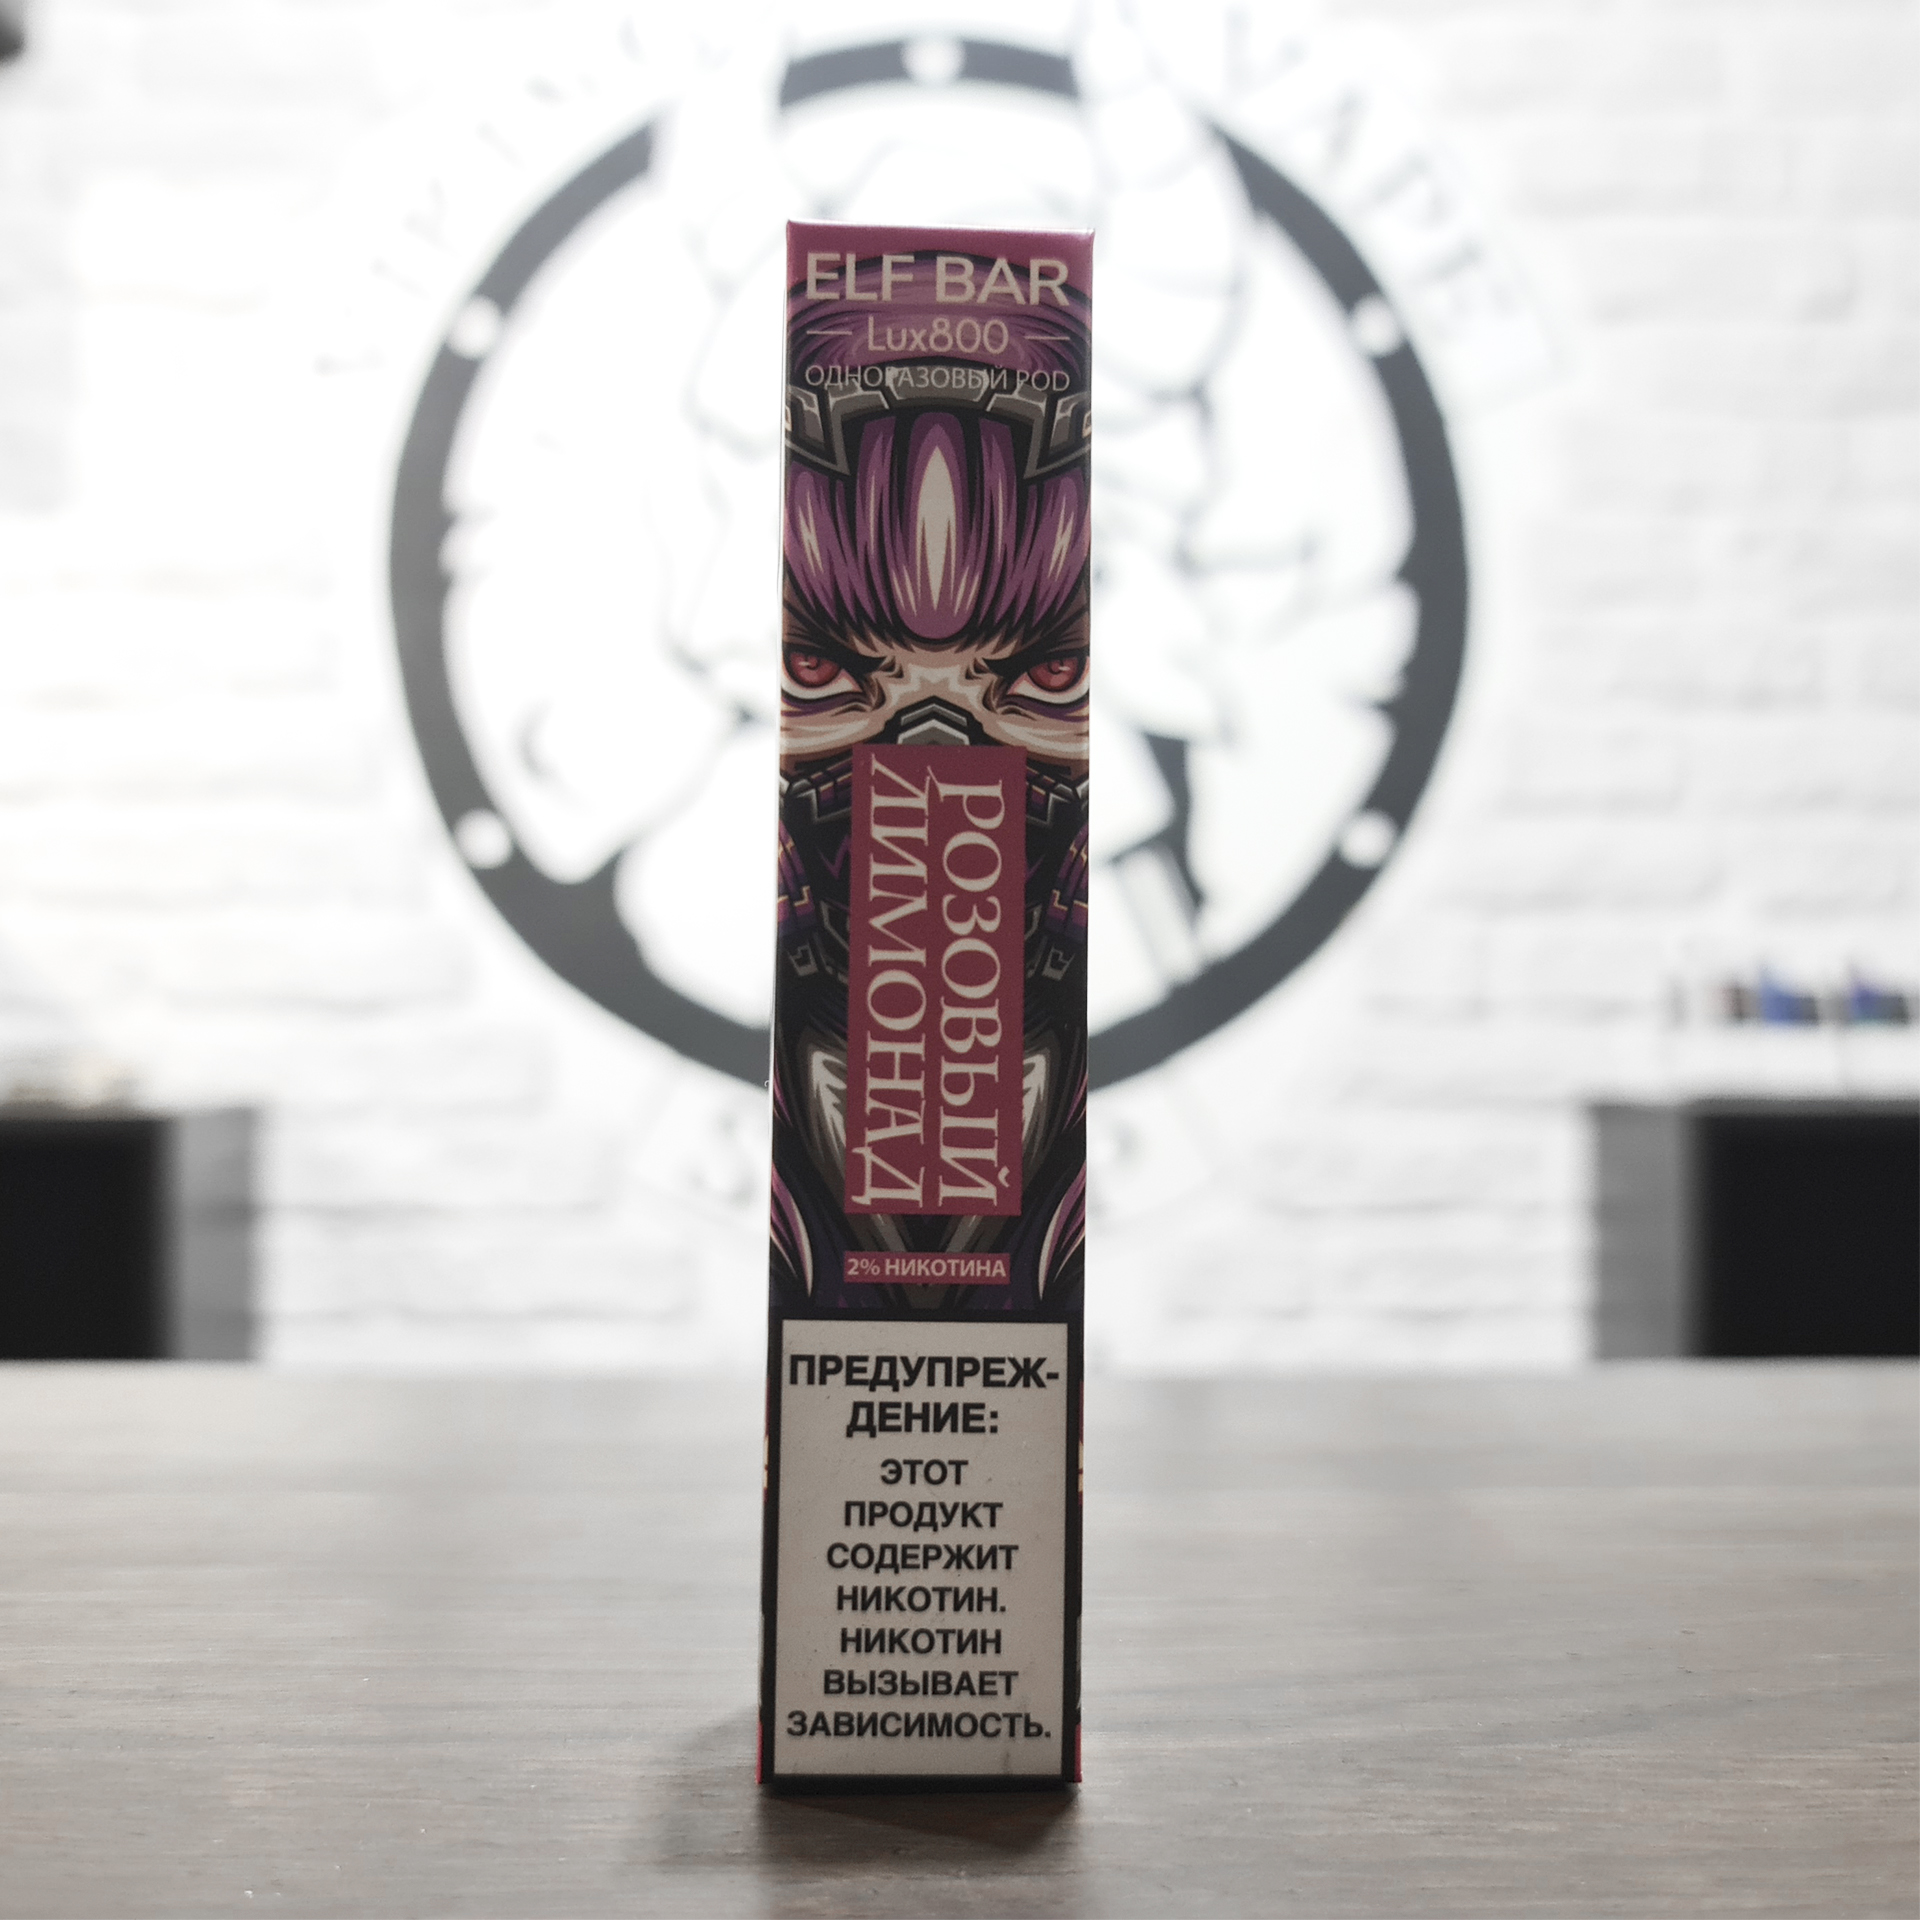 ELF BAR
Lux800
ОДНОРАЗОВЫЙ POD
РОЗОВЫЙ
ЛИМОНАД
2% НИКОТИНА
ПРЕДУПРЕЖ-
ДЕНИЕ:
ЭТОТ
ПРОДУКТ
СОДЕРЖИТ
НИКОТИН.
НИКОТИН
ВЫЗЫВАЕТ
ЗАВИСИМОСТЬ.